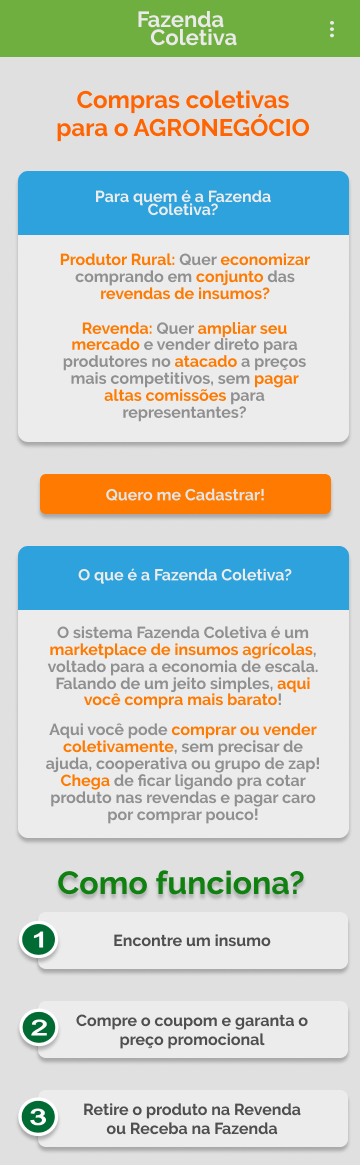 Fazenda
Coletiva
Compras coletivas
para o AGRONEGÓCIO
Para quem é a Fazenda
Coletiva?
Produtor Rural: Quer economizar
comprando em conjunto das
revendas de insumos?
Revenda: Quer ampliar seu
mercado e vender direto para
produtores no atacado a preços
mais competitivos, sem pagar
altas comissões para
representantes?
Quero me Cadastrar!
O que é a Fazenda Coletiva?
O sistema Fazenda Coletiva é um
marketplace de insumos agrícolas,
voltado para a economia de escala.
Falando de um jeito simples, aqui
você compra mais barato!
Aqui você pode comprar ou vender
coletivamente, sem precisar de
ajuda, cooperativa ou grupo de zap!
Chega de ficar ligando pra cotar
produto nas revendas e pagar caro
por comprar pouco!
Como funciona?
1 Encontre um insumo
2 Compre o coupom e garanta o
preço promocional
3 Retire o produto na Revenda
ou Receba na Fazenda